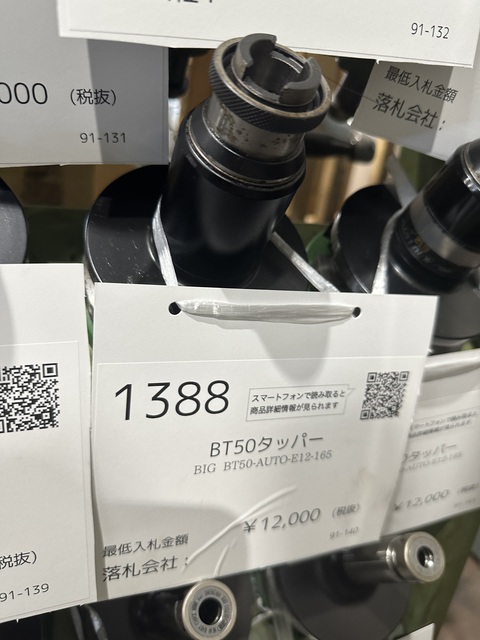 91-132
000 (税抜)
91-131
最低入札金額
落札会社:
1388
スマートフォンで読み取ると
商品詳細情報が見られます
BT50タッパー
BIG BT50-AUTO-E12-165
¥12,000 (税抜)
91-140
最低入札金額
落札会社:
タッパー
¥12,000
税抜)
91-139